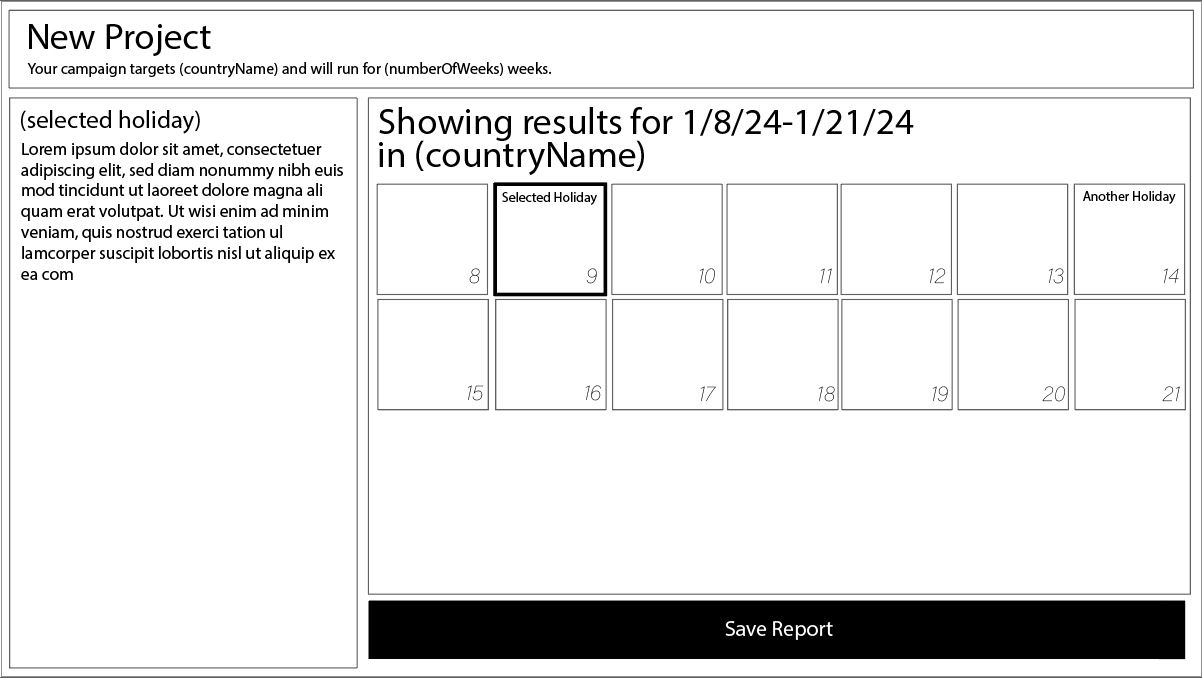 New Project
Your campaign targets (countryName) and will run for (numberOfWeeks) weeks.
(selected holiday)
Lorem ipsum dolor sit amet, consectetuer
adipiscing elit, sed diam nonummy nibh euis
mod tincidunt ut laoreet dolore magna ali
quam erat volutpat. Ut wisi enim ad minim
veniam, quis nostrud exerci tation ul
lamcorper suscipit lobortis nisl ut aliquip ex
ea com
Showing results for 1/8/24-1/21/24
in (countryName)
Selected Holiday
Another Holiday
8 9 10 11 12 13 14
15 16 17 18 19 20 21
Save Report